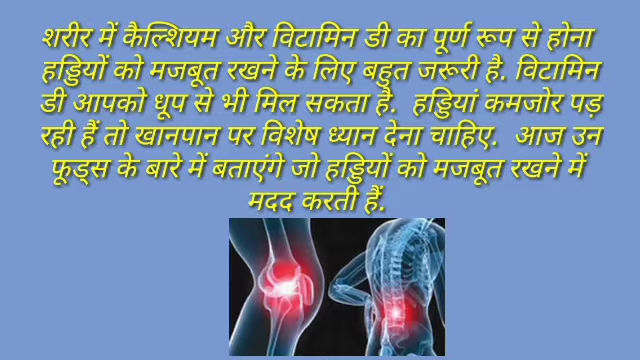 शरीर में कैल्शियम और विटामिन डी का पूर्ण रूप से होना
हड्डियों को मजबूत रखने के लिए बहुत जरूरी है. विटामिन
डी आपको धूप से भी मिल सकता है.  हड्डियां कमजोर पड़
रही हैं तो खानपान पर विशेष ध्यान देना चाहिए.  आज उन
फूड्स के बारे में बताएंगे जो हड्डियों को मजबूत रखने में
मदद करती हैं.